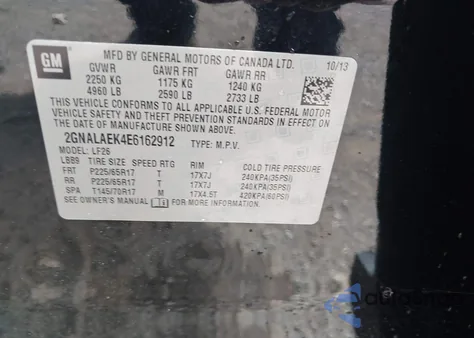 GM
MFD BY GENERAL MOTORS OF CANADA LTD. 10/13
GVWR GAWR FRT GAWR RR
2250 KG 1175 KG 1240 KG
4960 LB 2590 LB 2733 LB
THIS VEHICLE CONFORMS TO ALL APPLICABLE U.S. FEDERAL MOTOR
VEHICLE SAFETY AND THEFT PREVENTION STANDARDS IN EFFECT ON
THE DATE OF MANUFACTURE SHOWN ABOVE.
2GNALAEK4E6162912 TYPE: M.P.V.
MODEL: LF26
LBB9 TIRE SIZE SPEED RTG RIM COLD TIRE PRESSURE
FRT P225/65R17 T 17X7J 240KPA(35PSI)
RR P225/65R17 T 17X7J 240KPA(35PSI)
SPA T145/70R17 M 17X4.5T 420KPA(60PSI)
SEE OWNER'S MANUAL FOR MORE INFORMATION.